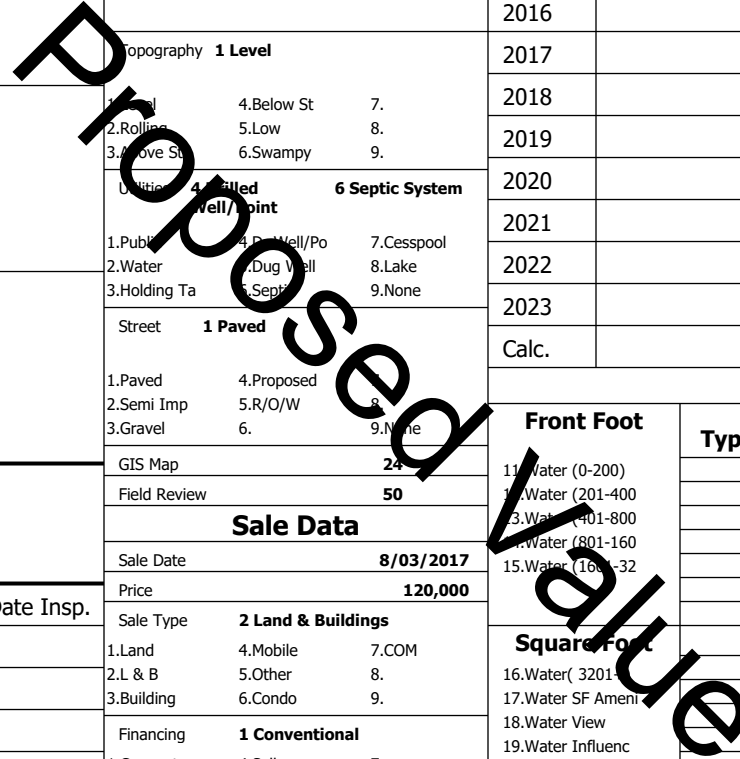 Topography 1 Level
1.Level 4.Below St 7.
2.Rolling 5.Low 8.
3.Above St 6.Swampy 9.
Utilities 4 Drilled 6 Septic System
Well/Point
1.Public 4.Dr Well/Po 7.Cesspool
2.Water 5.Dug Well 8.Lake
3.Holding Ta 6.Septic 9.None
Street 1 Paved
1.Paved 4.Proposed 7.
2.Semi Imp 5.R/O/W 8.
3.Gravel 6. 9.None
GIS Map 24
Field Review 50
Sale Data
Sale Date 8/03/2017
Price 120,000
Sale Type 2 Land & Buildings
1.Land 4.Mobile 7.COM
2.L & B 5.Other 8.
3.Building 6.Condo 9.
Financing 1 Conventional
2016
2017
2018
2019
2020
2021
2022
2023
Calc.
Front Foot
Typ
11.Water (0-200)
12.Water (201-400
13.Water (401-800
14.Water (801-160
15.Water (1601-32
Square Foot
16.Water( 3201-
17.Water SF Ameni
18.Water View
19.Water Influenc
Date Insp.
Proposed Value